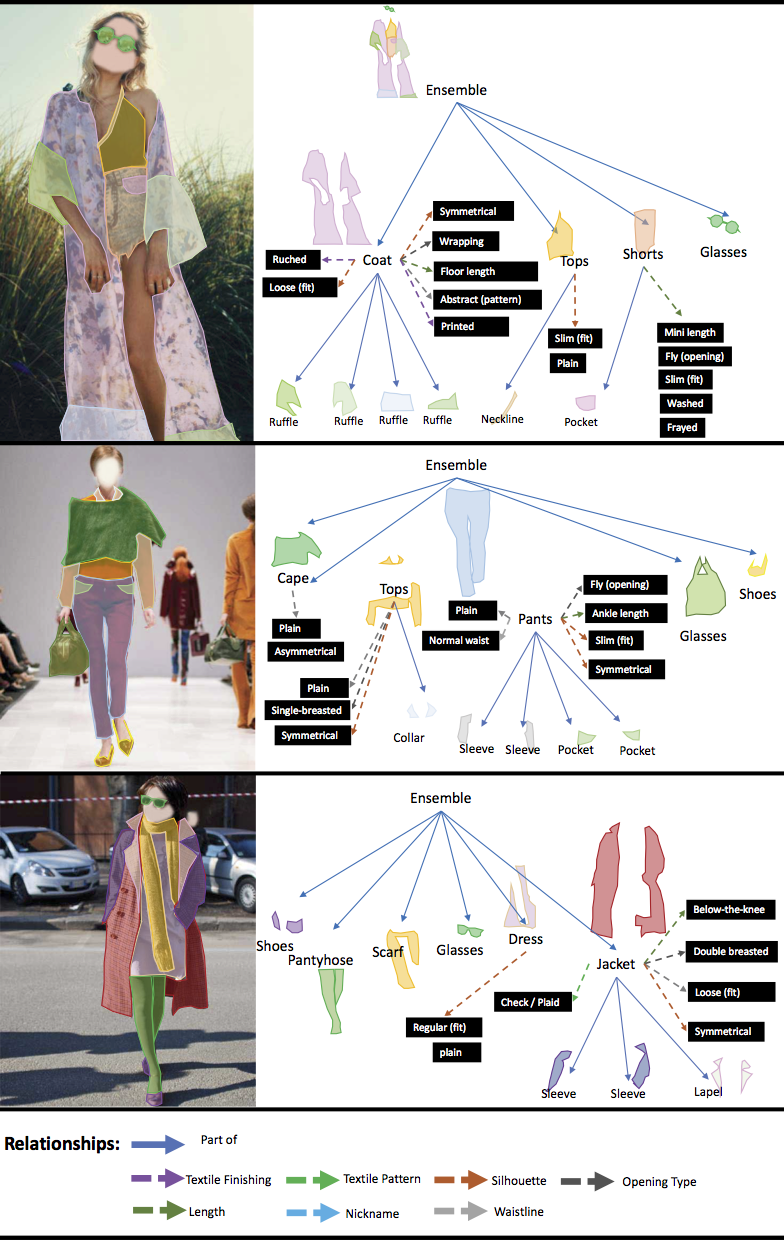 Ensemble
Symmetrical
Wrapping
Ruched
Coat
Floor length
Tops
Shorts
Glasses
Loose (fit)
Abstract (pattern)
Printed
Slim (fit)
Plain
Mini length
Fly (opening)
Slim (fit)
Washed
Frayed
Ruffle
Ruffle
Ruffle
Ruffle
Neckline
Pocket
Ensemble
Cape
Tops
Plain
Asymmetrical
Plain
Single-breasted
Symmetrical
Collar
Plain
Normal waist
Pants
Fly (opening)
Ankle length
Slim (fit)
Symmetrical
Glasses
Shoes
Sleeve
Sleeve
Pocket
Pocket
Ensemble
Shoes
Pantyhose
Scarf
Glasses
Dress
Jacket
Below-the-knee
Double breasted
Loose (fit)
Symmetrical
Check / Plaid
Regular (fit)
plain
Sleeve
Sleeve
Lapel
Relationships:
Part of
Textile Finishing
Textile Pattern
Silhouette
Opening Type
Length
Nickname
Waistline